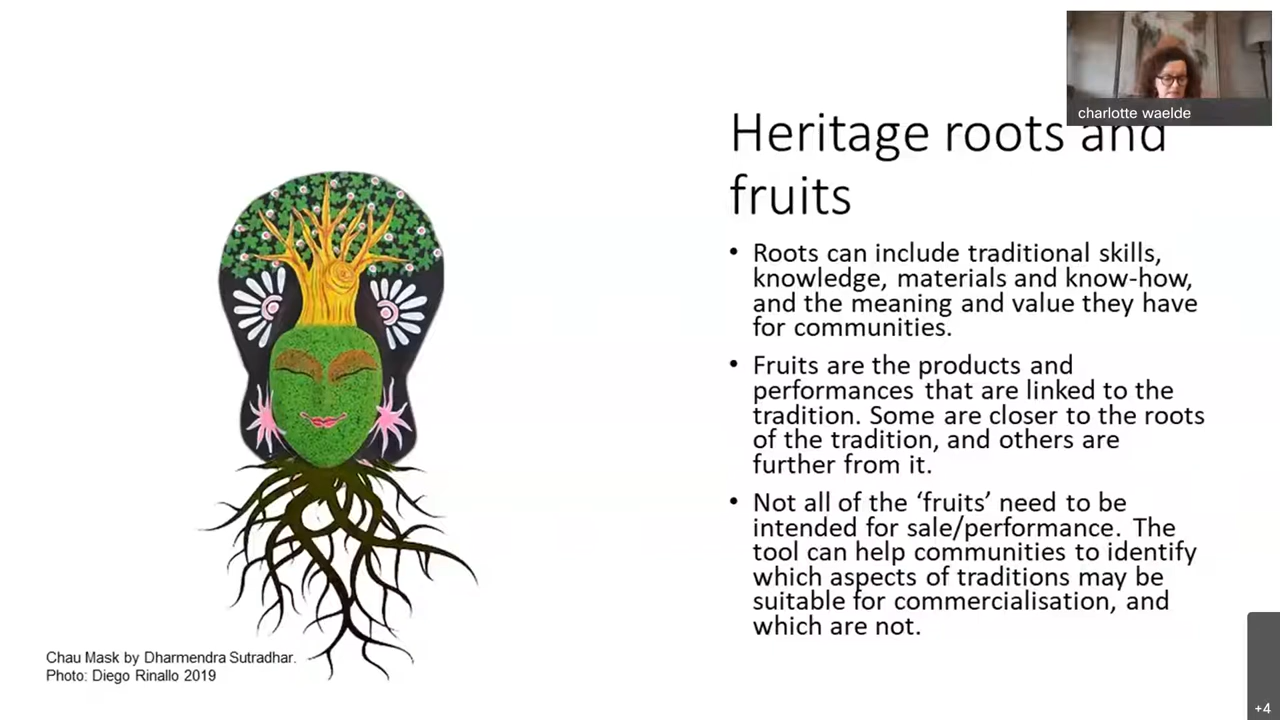 charlotte waelde
Heritage roots and
fruits
• Roots can include traditional skills,
knowledge, materials and know-how,
and the meaning and value they have
for communities.
• Fruits are the products and
performances that are linked to the
tradition. Some are closer to the roots
of the tradition, and others are
further from it.
• Not all of the ‘fruits’ need to be
intended for sale/performance. The
tool can help communities to identify
which aspects of traditions may be
suitable for commercialisation, and
which are not.
Chau Mask by Dharmendra Sutradhar.
Photo: Diego Rinallo 2019
+4